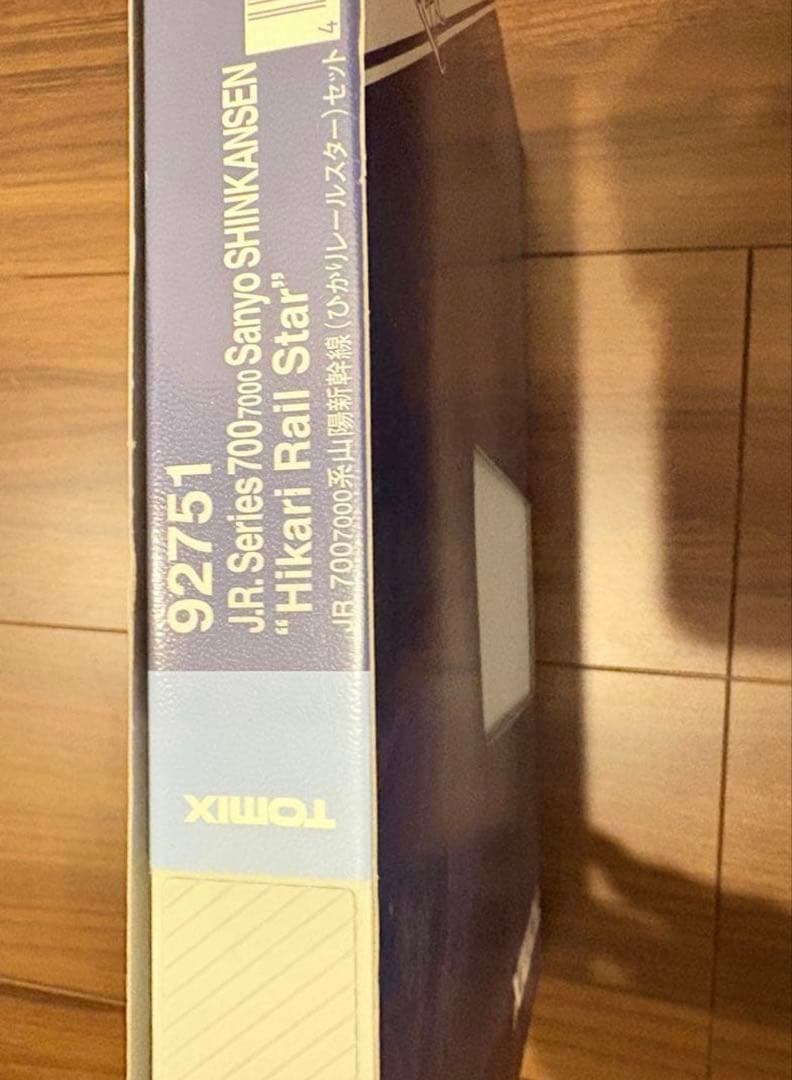 92751
J.R. Series 7007000 Sanyo SHINKANSEN
“Hikari Rail Star”
JR 7007000系山陽新幹線(ひかりレールスター)セット
4
TOMIX